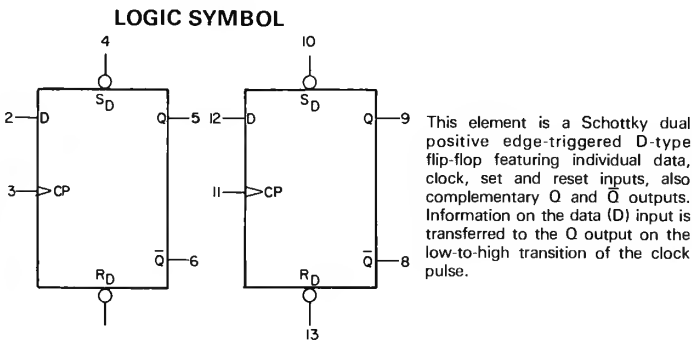 LOGIC SYMBOL
4
S_D
2 D Q 5
3 CP
Q̅ 6
R_D
10
S_D
12 D Q 9
11 CP
Q̅ 8
R_D
13
This element is a Schottky dual
positive edge-triggered D-type
flip-flop featuring individual data,
clock, set and reset inputs, also
complementary Q and Q̅ outputs.
Information on the data (D) input is
transferred to the Q output on the
low-to-high transition of the clock
pulse.